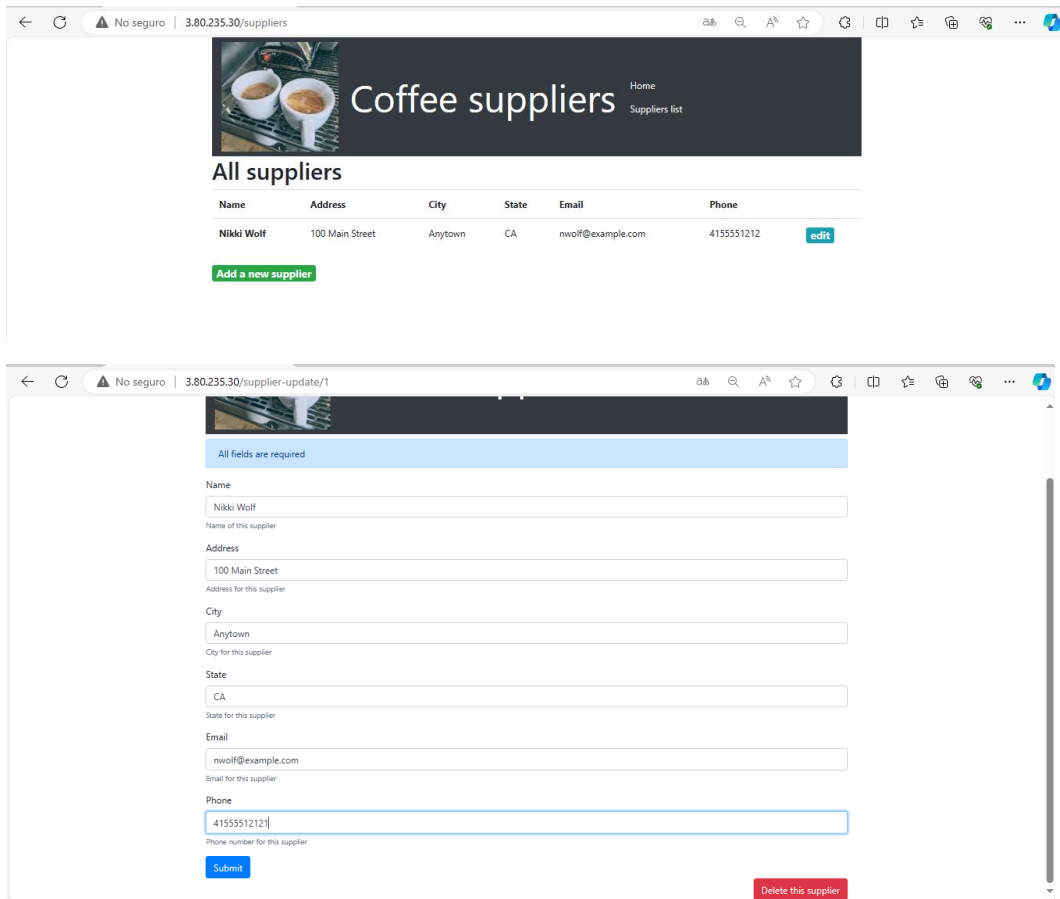 No seguro 3.80.235.30/suppliers
Coffee suppliers
Home
Suppliers list
All suppliers
Name Address City State Email Phone
Nikki Wolf 100 Main Street Anytown CA nwolf@example.com 4155551212 edit
Add a new supplier
No seguro 3.80.235.30/supplier-update/1
All fields are required
Name
Nikki Wolf
Name of this supplier
Address
100 Main Street
Address for this supplier
City
Anytown
City for this supplier
State
CA
State for this supplier
Email
nwolf@example.com
Email for this supplier
Phone
41555512121
Phone number for this supplier
Submit
Delete this supplier